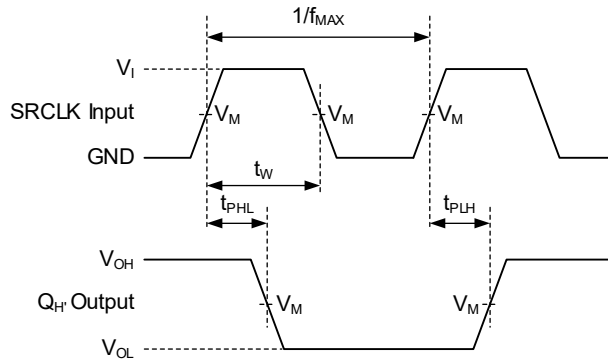 1/fMAX
VI
SRCLK Input
VM
VM
VM
GND
tW
tPHL
tPLH
VOH
QH' Output
VM
VM
VOL